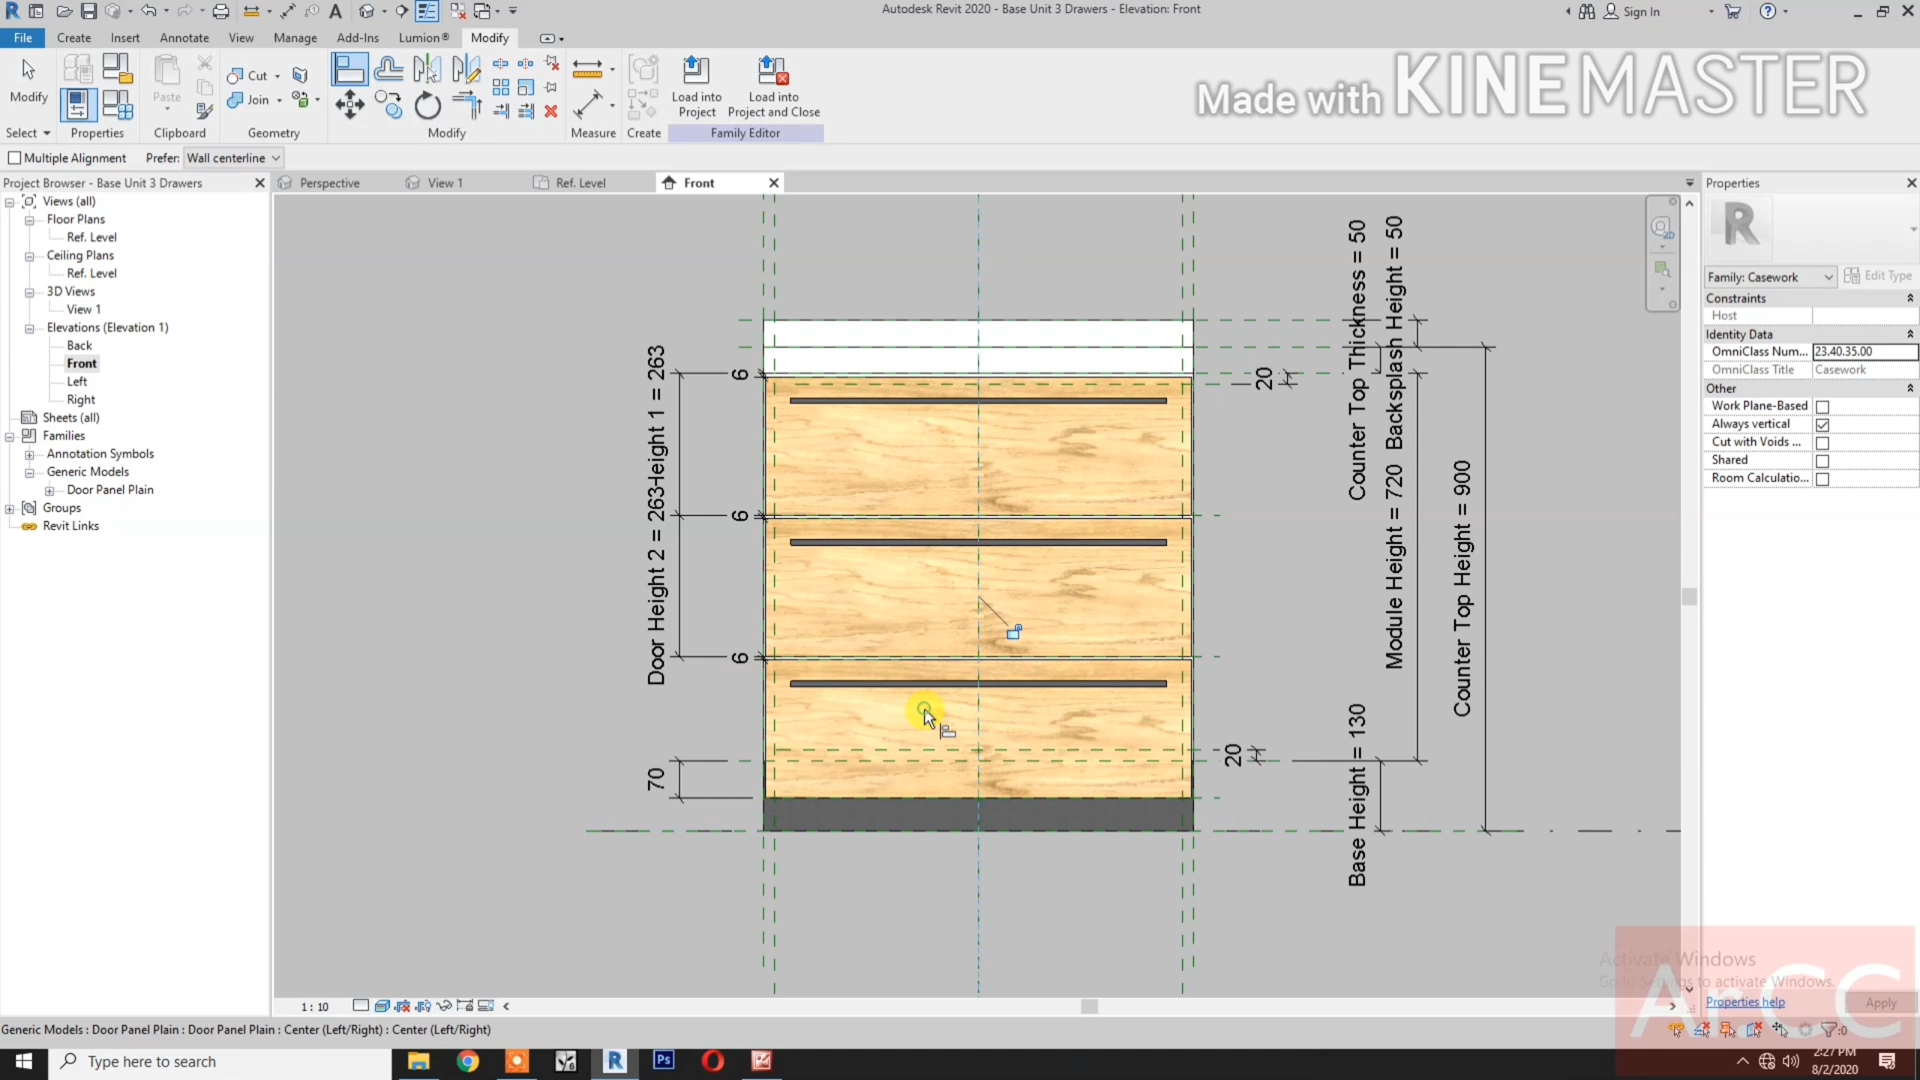 Autodesk Revit 2020 - Base Unit 3 Drawers - Elevation: Front
Sign In
File Create Insert Annotate View Manage Add-Ins Lumion® Modify
Modify
Paste
Cut
Join
Load into Project
Load into Project and Close
Select Properties Clipboard Geometry Modify Measure Create Family Editor
Made with KINEMASTER
Multiple Alignment Prefer: Wall centerline
Project Browser - Base Unit 3 Drawers
Perspective
View 1
Ref. Level
Front
Properties
Views (all)
Floor Plans
Ref. Level
Ceiling Plans
Ref. Level
3D Views
View 1
Elevations (Elevation 1)
Back
Front
Left
Right
Sheets (all)
Families
Annotation Symbols
Generic Models
Door Panel Plain
Groups
Revit Links
Door Height 2 = 263
Height 1 = 263
70
6
6
6
20
20
Counter Top Thickness = 50
Backsplash Height = 50
Module Height = 720
Counter Top Height = 900
Base Height = 130
2D
R
Family: Casework
Edit Type
Constraints
Host
Identity Data
OmniClass Num... 23.40.35.00
OmniClass Title Casework
Other
Work Plane-Based
Always vertical
Cut with Voids ...
Shared
Room Calculatio...
Activate Windows
Go to Settings to activate Windows.
Properties help
Apply
ArCC
1 : 10
Generic Models : Door Panel Plain : Door Panel Plain : Center (Left/Right) : Center (Left/Right)
:0
Type here to search
R
Ps
2:27 PM
8/2/2020